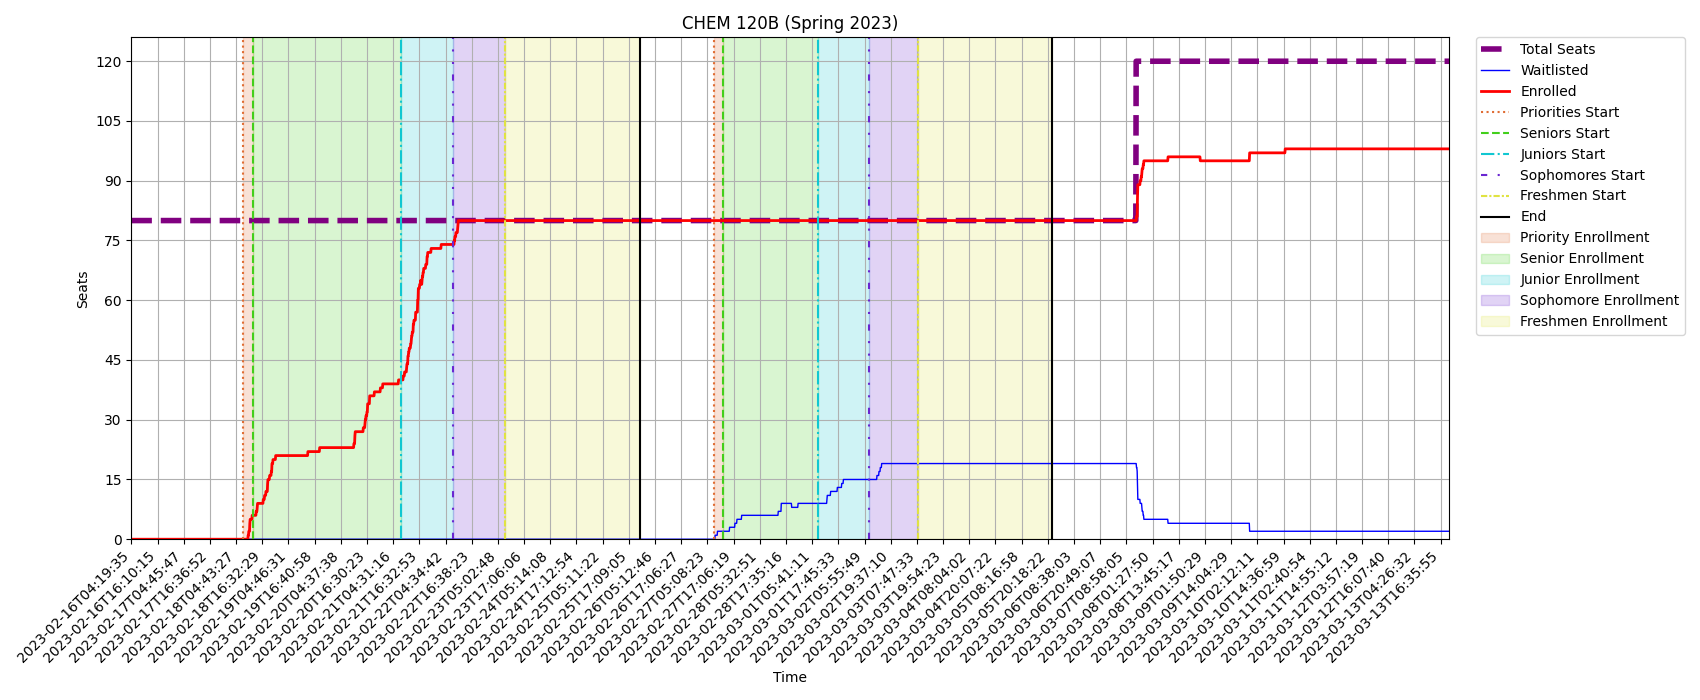 CHEM 120B (Spring 2023)
Seats
120
105
90
75
60
45
30
15
0
2023-02-16T04:19:35
2023-02-16T16:10:15
2023-02-17T04:45:47
2023-02-17T16:36:52
2023-02-18T04:43:27
2023-02-18T16:32:29
2023-02-19T04:46:31
2023-02-19T16:40:58
2023-02-20T04:37:38
2023-02-20T16:30:23
2023-02-21T04:31:16
2023-02-21T16:32:53
2023-02-22T04:34:42
2023-02-22T16:38:23
2023-02-23T05:02:48
2023-02-23T17:06:06
2023-02-24T05:14:08
2023-02-24T17:12:54
2023-02-25T05:11:22
2023-02-25T17:09:05
2023-02-26T05:12:46
2023-02-26T17:06:27
2023-02-27T05:08:23
2023-02-27T17:06:19
2023-02-28T05:32:51
2023-02-28T17:35:16
2023-03-01T05:41:11
2023-03-01T17:45:33
2023-03-02T05:55:49
2023-03-02T19:37:10
2023-03-03T07:47:33
2023-03-03T19:54:23
2023-03-04T08:04:02
2023-03-04T20:07:22
2023-03-05T08:16:58
2023-03-05T20:18:22
2023-03-06T08:38:03
2023-03-06T20:49:07
2023-03-07T08:58:05
2023-03-08T01:27:50
2023-03-08T13:45:17
2023-03-09T01:50:29
2023-03-09T14:04:29
2023-03-10T02:12:11
2023-03-10T14:36:59
2023-03-11T02:40:54
2023-03-11T14:55:12
2023-03-12T03:57:19
2023-03-12T16:07:40
2023-03-13T04:26:32
2023-03-13T16:35:55
Time
Total Seats
Waitlisted
Enrolled
Priorities Start
Seniors Start
Juniors Start
Sophomores Start
Freshmen Start
End
Priority Enrollment
Senior Enrollment
Junior Enrollment
Sophomore Enrollment
Freshmen Enrollment